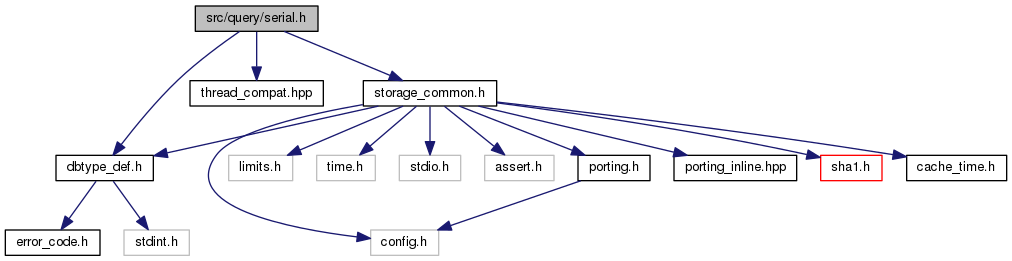 src/query/serial.h
thread_compat.hpp
storage_common.h
dbtype_def.h
limits.h
time.h
stdio.h
assert.h
porting.h
porting_inline.hpp
sha1.h
cache_time.h
error_code.h
stdint.h
config.h